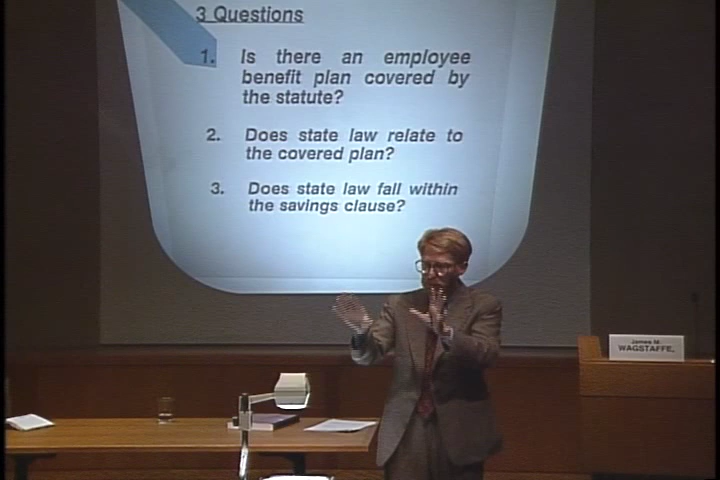 3 Questions
1. Is there an employee
benefit plan covered by
the statute?
2. Does state law relate to
the covered plan?
3. Does state law fall within
the savings clause?
James M.
WAGSTAFFE,